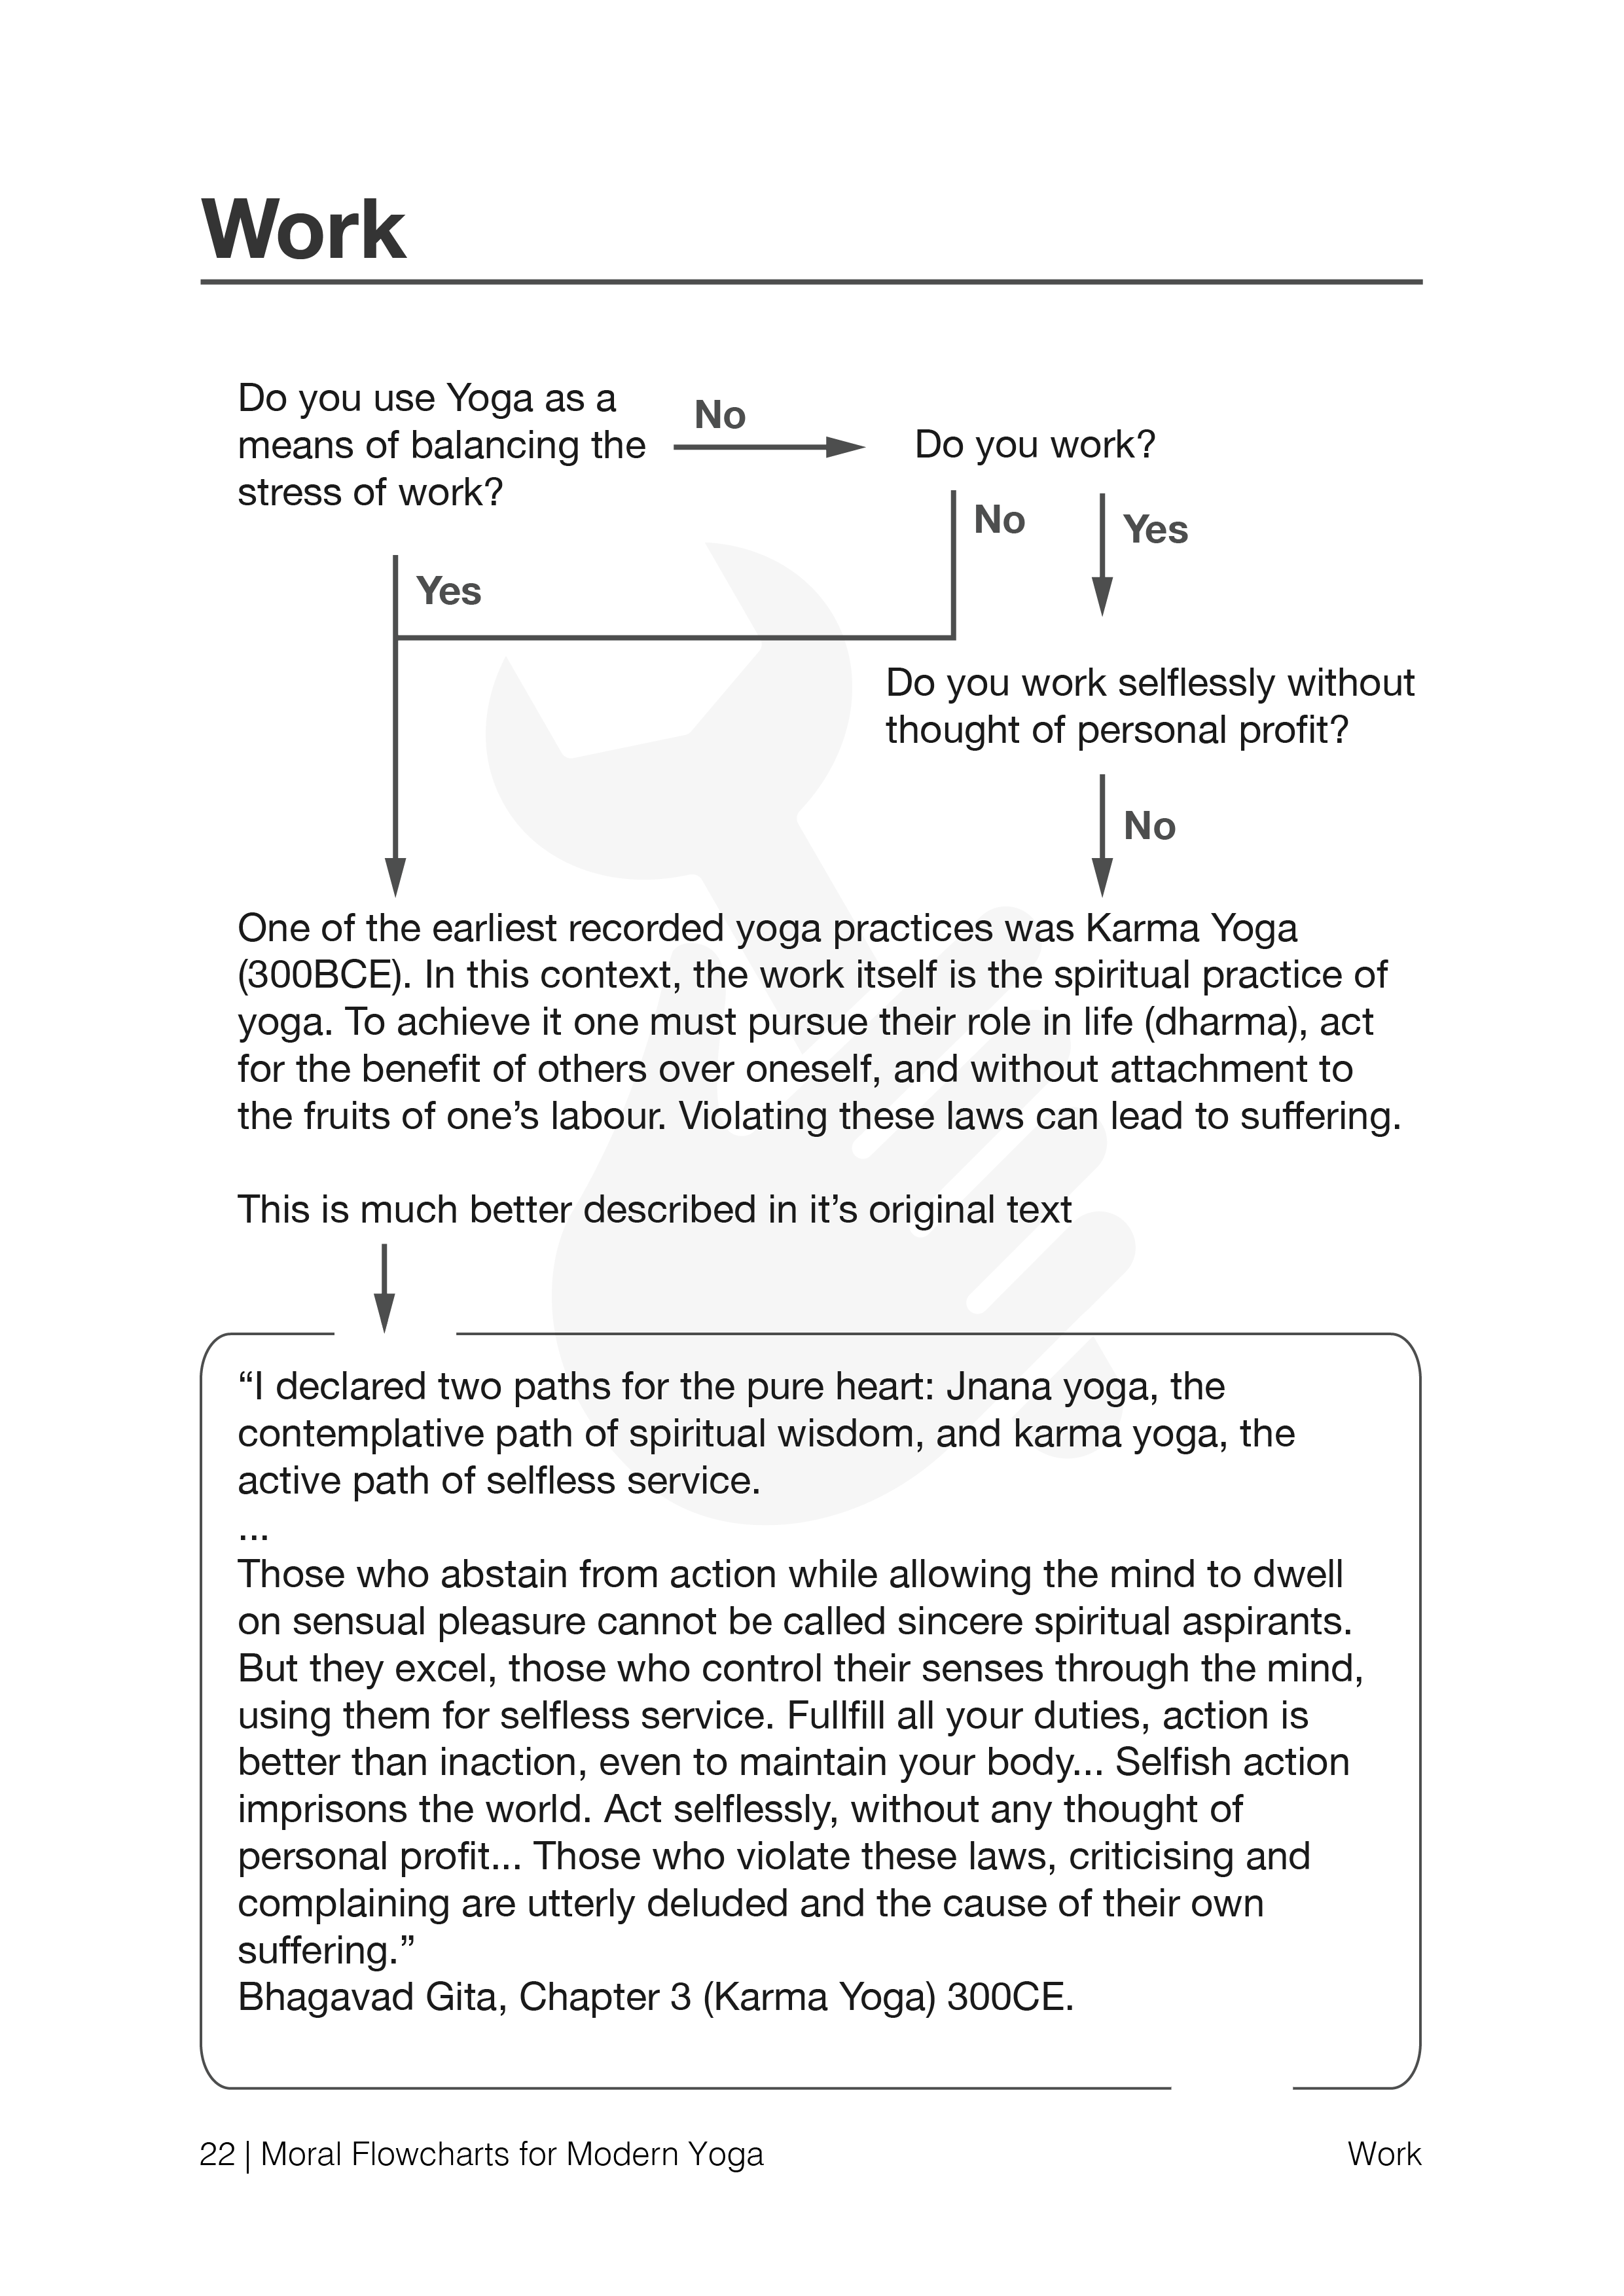 Work
Do you use Yoga as a
means of balancing the
stress of work?
No
Do you work?
No
Yes
Yes
Do you work selflessly without
thought of personal profit?
No
One of the earliest recorded yoga practices was Karma Yoga
(300BCE). In this context, the work itself is the spiritual practice of
yoga. To achieve it one must pursue their role in life (dharma), act
for the benefit of others over oneself, and without attachment to
the fruits of one’s labour. Violating these laws can lead to suffering.
This is much better described in it’s original text
“I declared two paths for the pure heart: Jnana yoga, the
contemplative path of spiritual wisdom, and karma yoga, the
active path of selfless service.
...
Those who abstain from action while allowing the mind to dwell
on sensual pleasure cannot be called sincere spiritual aspirants.
But they excel, those who control their senses through the mind,
using them for selfless service. Fullfill all your duties, action is
better than inaction, even to maintain your body... Selfish action
imprisons the world. Act selflessly, without any thought of
personal profit... Those who violate these laws, criticising and
complaining are utterly deluded and the cause of their own
suffering.”
Bhagavad Gita, Chapter 3 (Karma Yoga) 300CE.
22 | Moral Flowcharts for Modern Yoga
Work